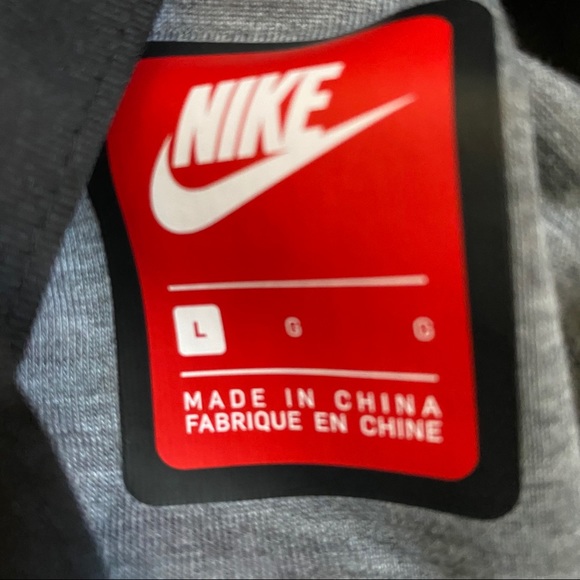 NIKE
L G G
MADE IN CHINA
FABRIQUE EN CHINE